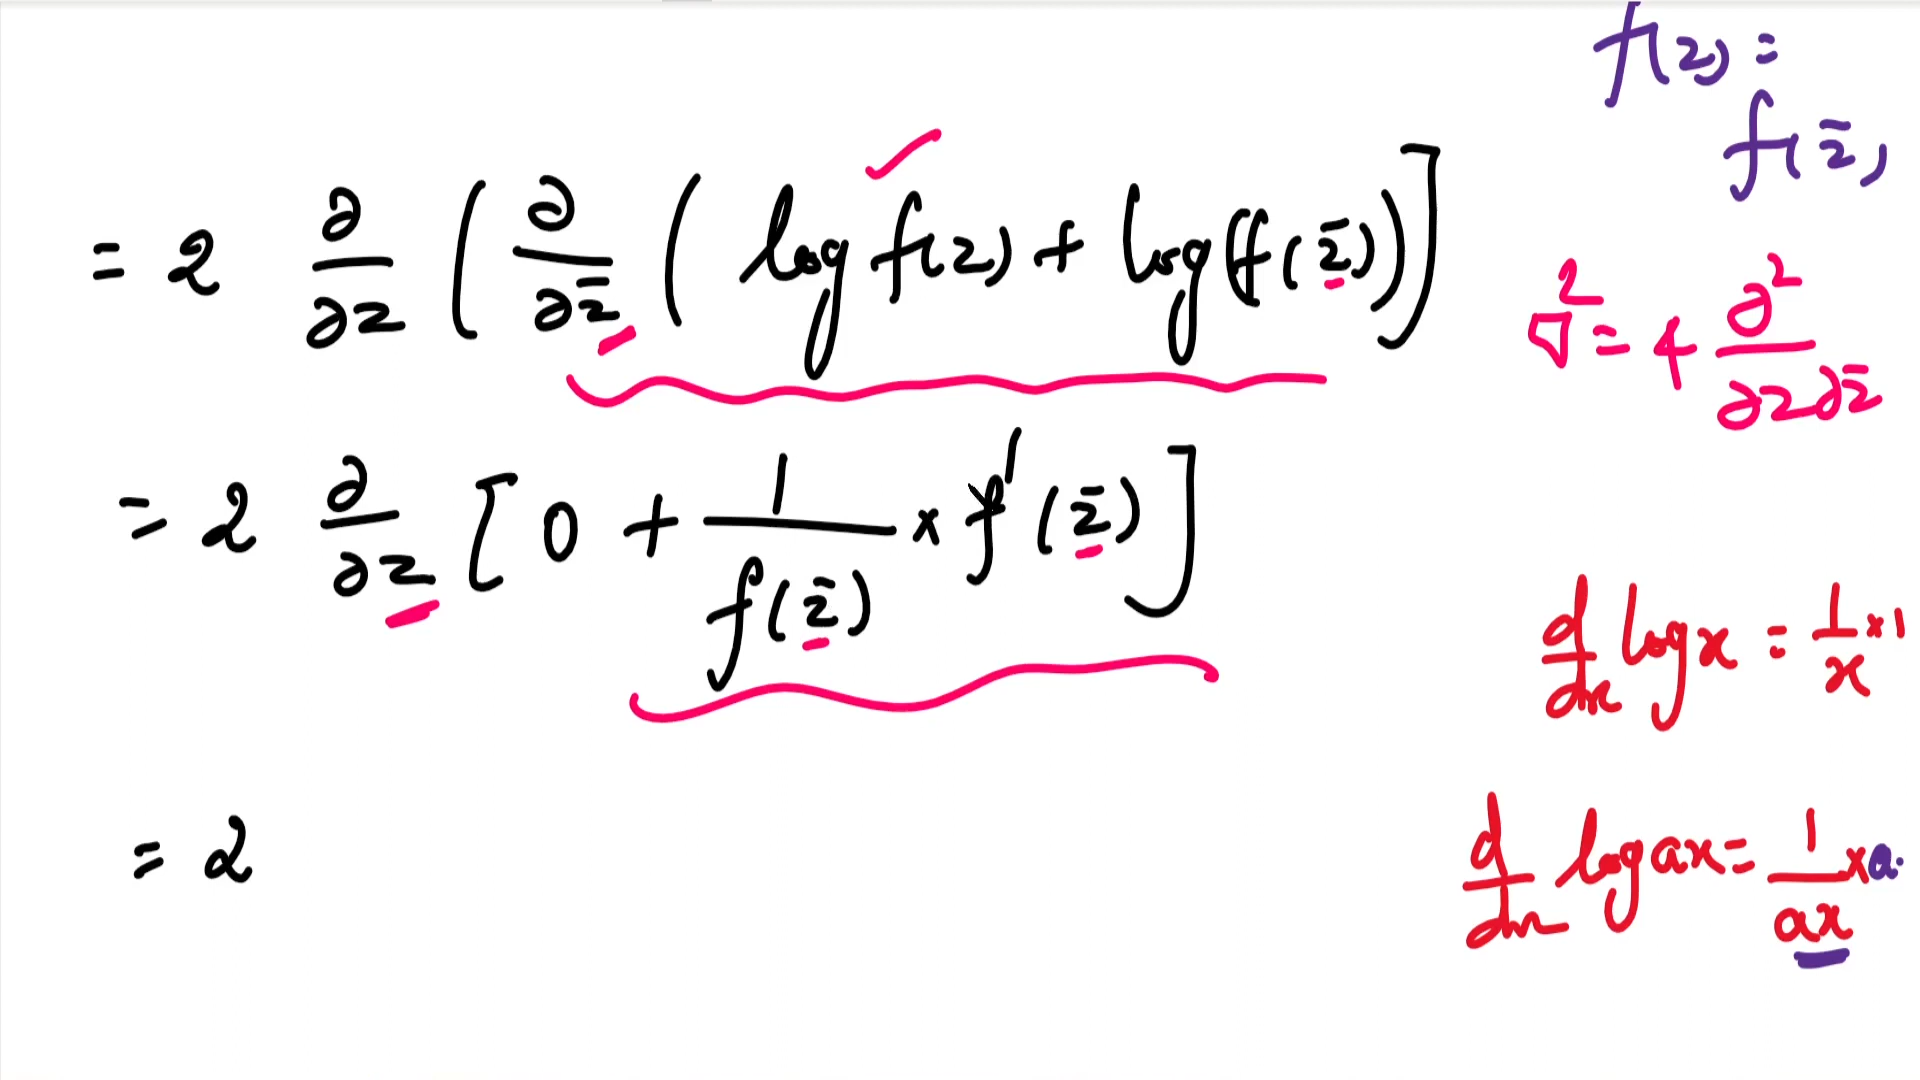 = 2 ∂/∂z ( ∂/∂z̄ ( log f(z) + log (f(z̄)) ]
= 2 ∂/∂z [ 0 + 1/f(z̄) × f'(z̄) ]
= 2
f(z) =
f(z̄)
∇² = 4 ∂²/∂z∂z̄
d/dx log x = 1/x × 1
d/dx log ax = 1/ax × a.